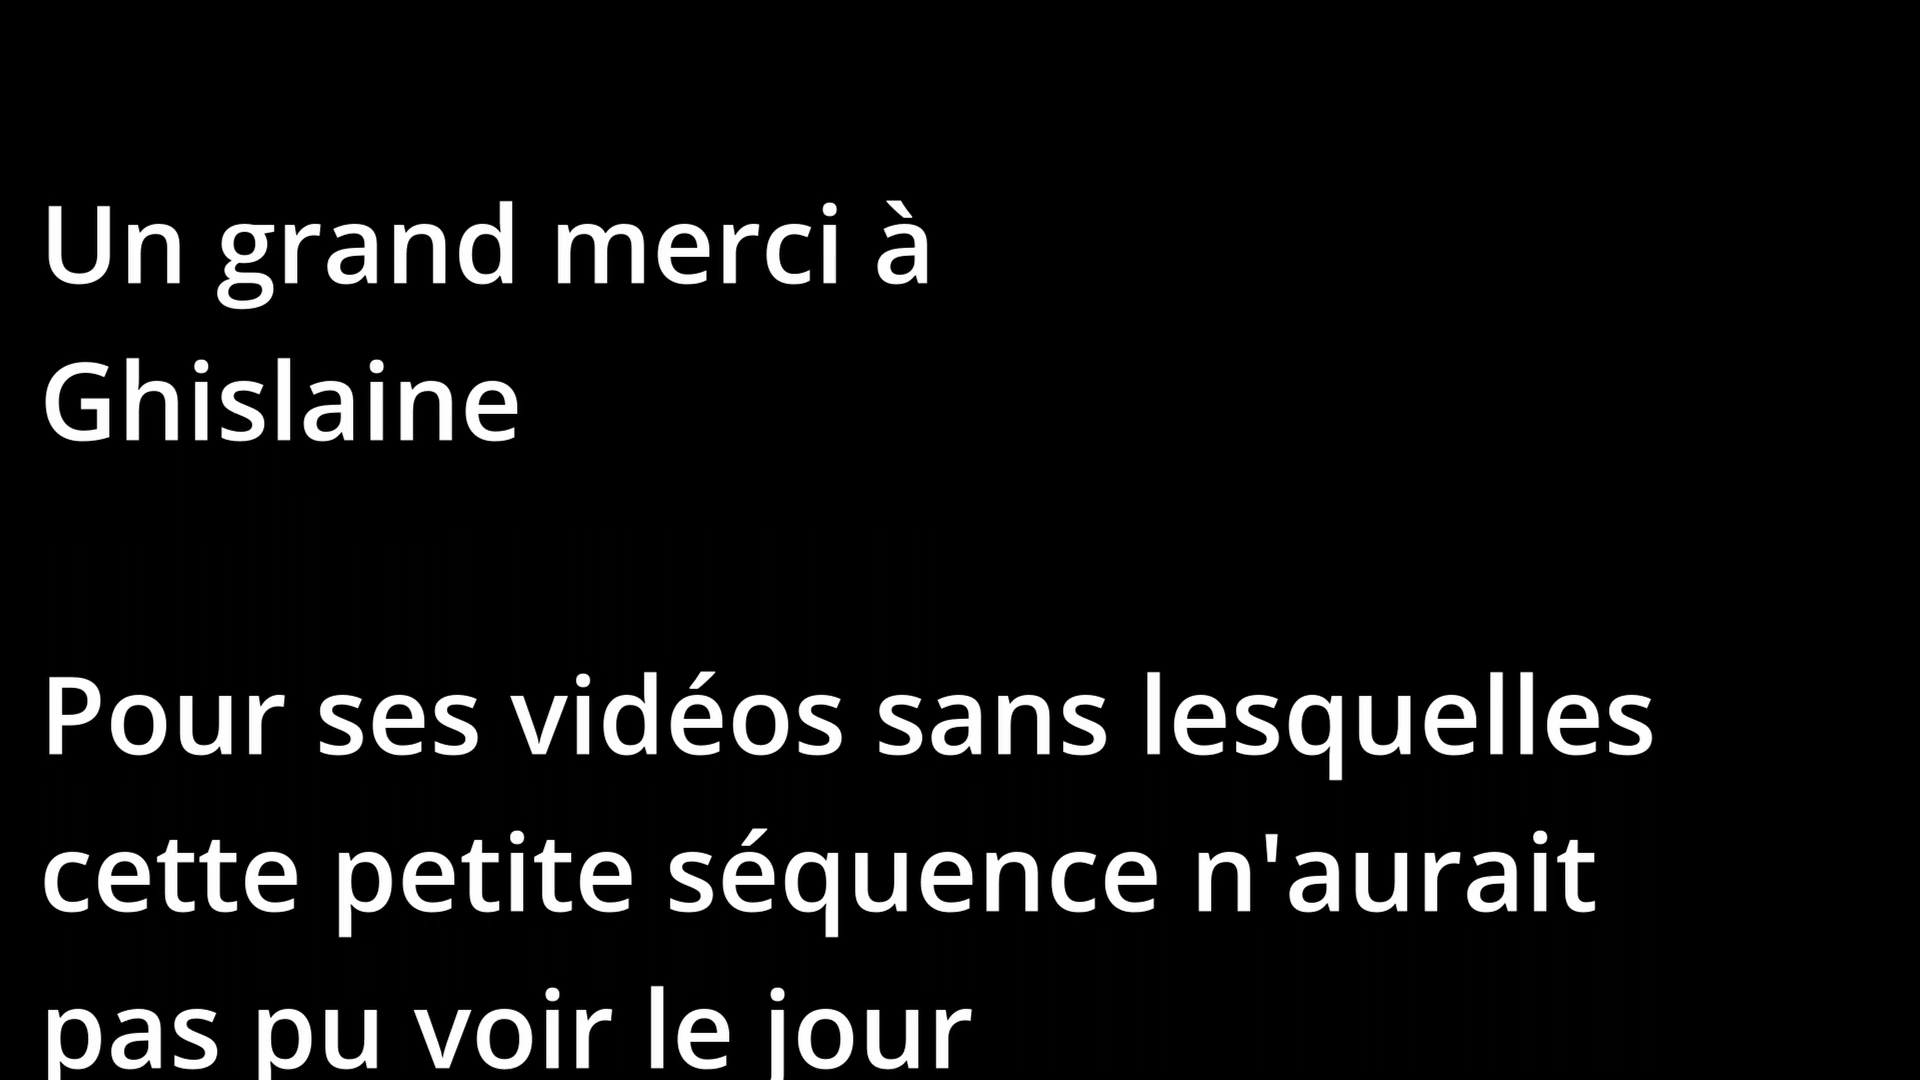 Un grand merci à
Ghislaine
Pour ses vidéos sans lesquelles
cette petite séquence n'aurait
pas pu voir le jour